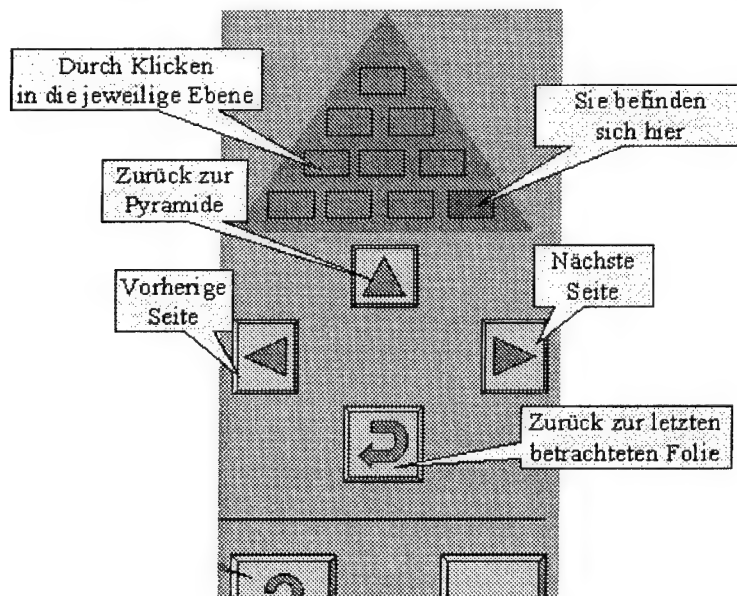 Durch Klicken
in die jeweilige Ebene
Sie befinden
sich hier
Zurück zur
Pyramide
Nächste
Seite
Vorherige
Seite
Zurück zur letzten
betrachteten Folie
?